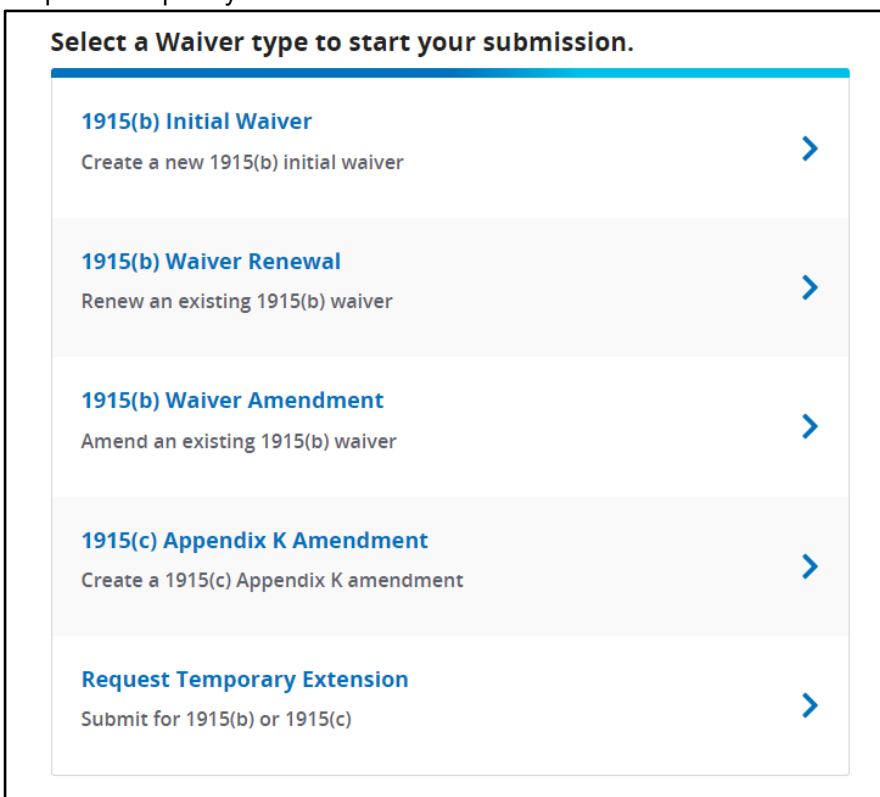 Select a Waiver type to start your submission.
1915(b) Initial Waiver
Create a new 1915(b) initial waiver
1915(b) Waiver Renewal
Renew an existing 1915(b) waiver
1915(b) Waiver Amendment
Amend an existing 1915(b) waiver
1915(c) Appendix K Amendment
Create a 1915(c) Appendix K amendment
Request Temporary Extension
Submit for 1915(b) or 1915(c)